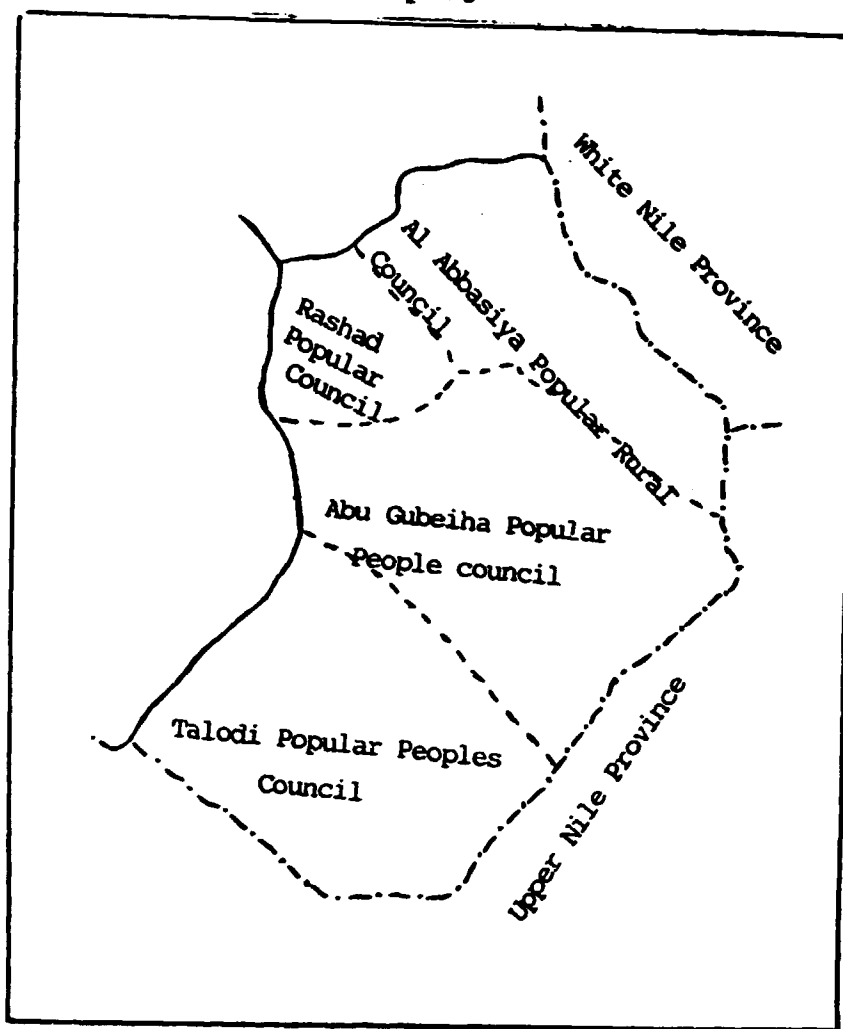 White Nile Province
Al Abbasiya Popular Rural
Council
Rashad
Popular
Council
Abu Gubeiha Popular
People council
Talodi Popular Peoples
Council
Upper Nile Province